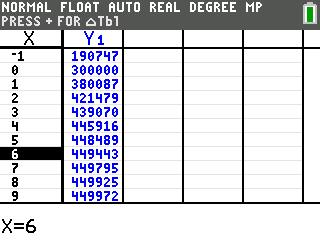 NORMAL FLOAT AUTO REAL DEGREE MP
PRESS + FOR △Tbl
X Y1
-1 190747
0 300000
1 380087
2 421479
3 439070
4 445916
5 448489
6 449443
7 449795
8 449925
9 449972
X=6